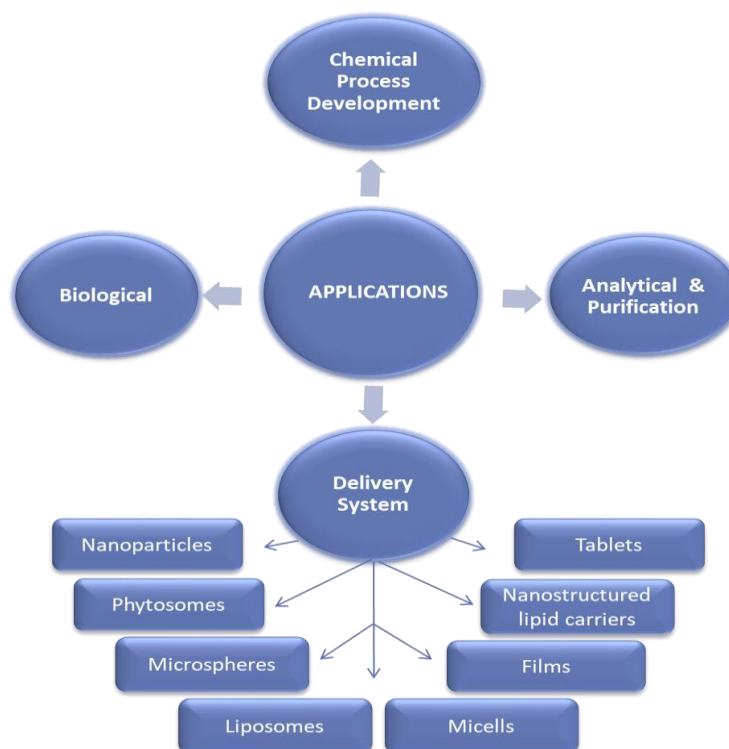 Chemical
Process
Development
Biological
APPLICATIONS
Analytical &
Purification
Delivery
System
Nanoparticles
Tablets
Phytosomes
Nanostructured
lipid carriers
Microspheres
Films
Liposomes
Micells